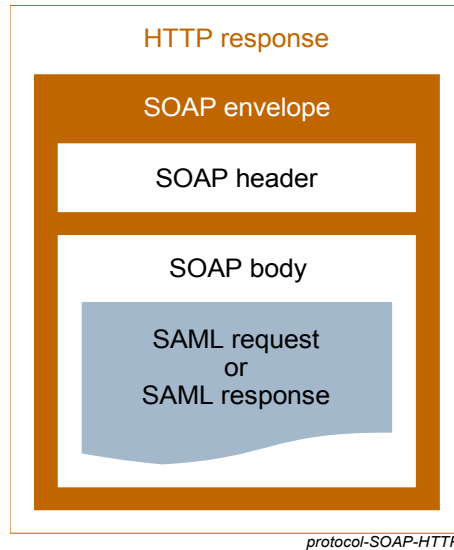 HTTP response
SOAP envelope
SOAP header
SOAP body
SAML request
or
SAML response
protocol-SOAP-HTTP